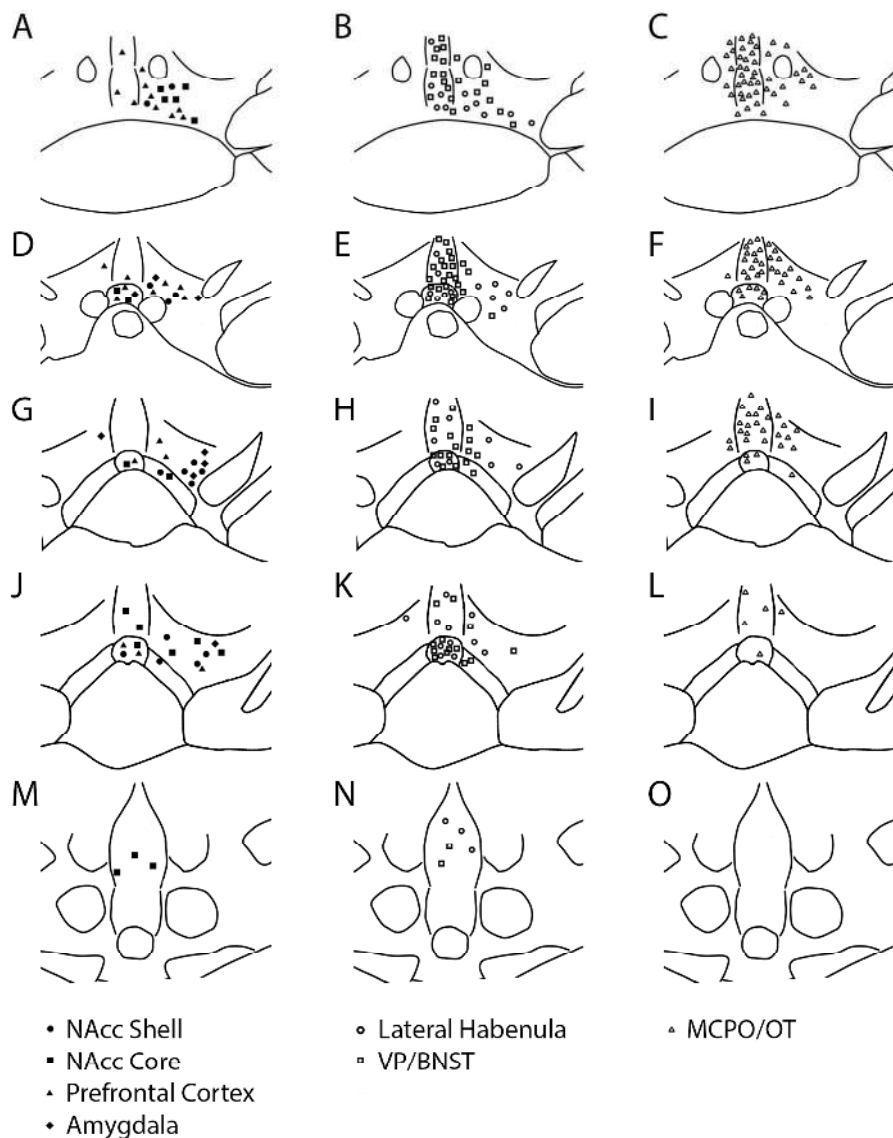 A B C
D E F
G H I
J K L
M N O
NAcc Shell Lateral Habenula MCPO/OT
NAcc Core VP/BNST
Prefrontal Cortex
Amygdala